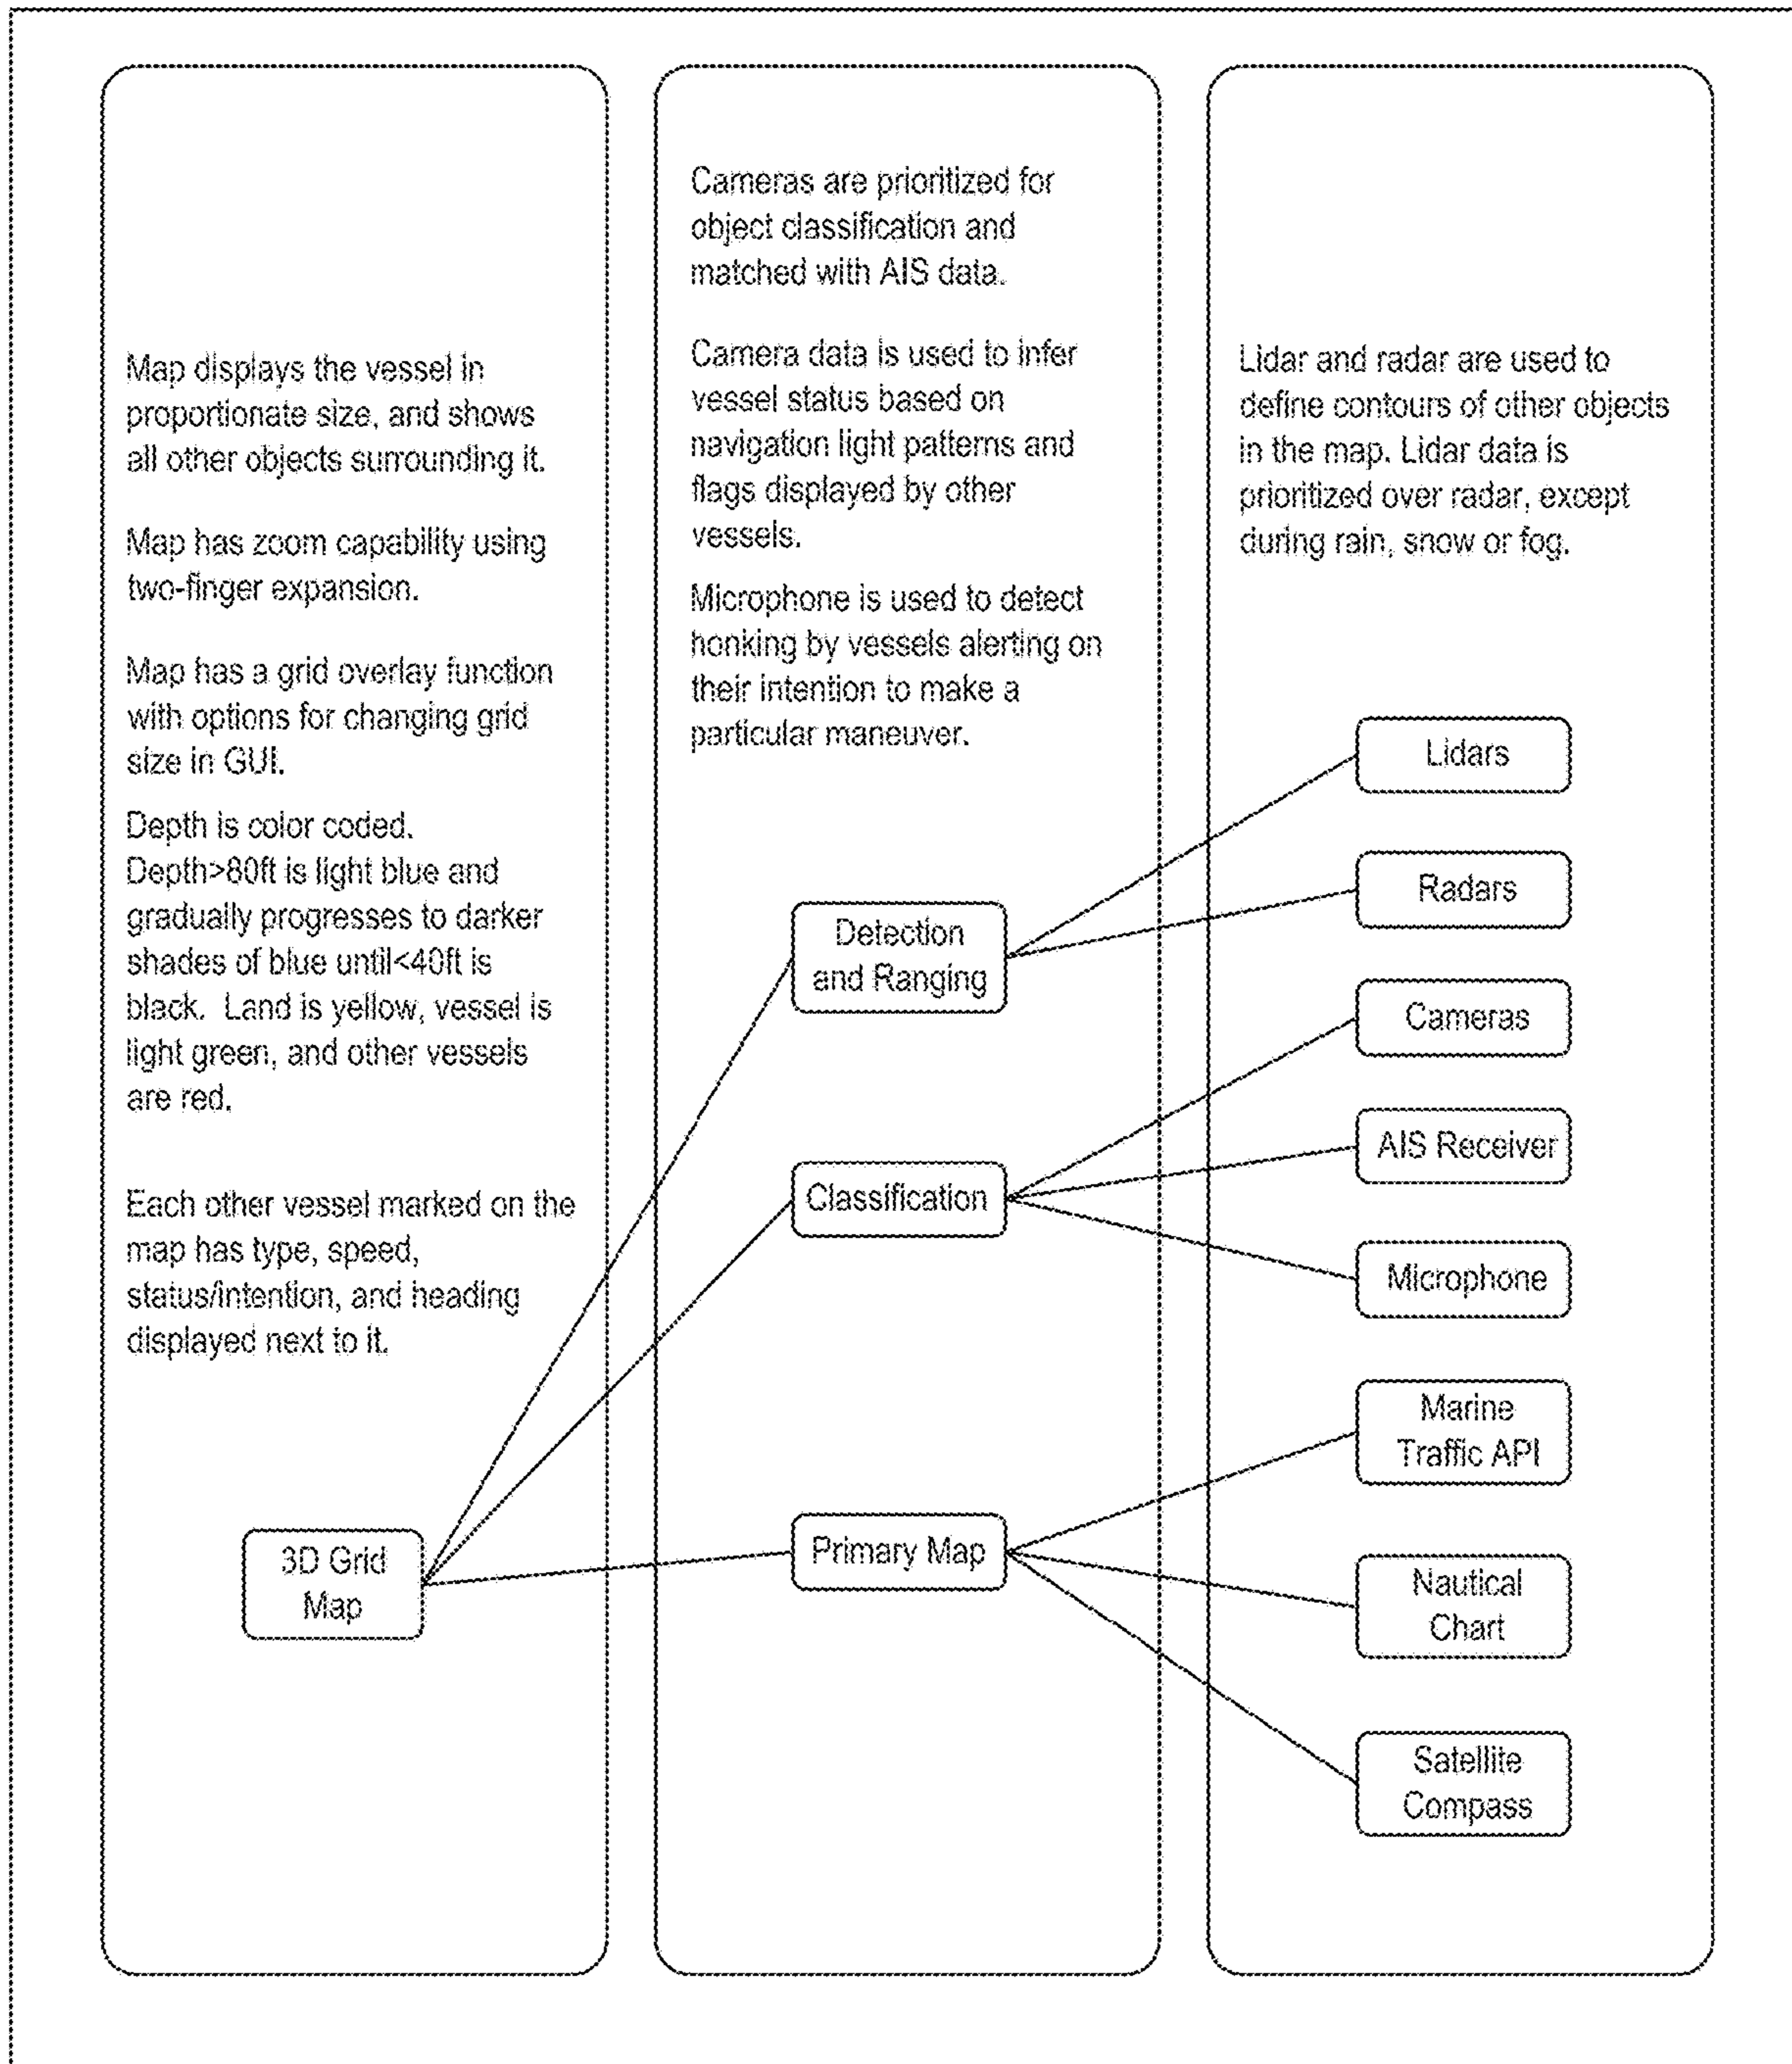 Map displays the vessel in
proportionate size, and shows
all other objects surrounding it.
Map has zoom capability using
two-finger expansion.
Map has a grid overlay function
with options for changing grid
size in GUI.
Depth is color coded.
Depth>80ft is light blue and
gradually progresses to darker
shades of blue until<40ft is
black. Land is yellow, vessel is
light green, and other vessels
are red.
Each other vessel marked on the
map has type, speed,
status/intention, and heading
displayed next to it.
3D Grid
Map
Cameras are prioritized for
object classification and
matched with AIS data.
Camera data is used to infer
vessel status based on
navigation light patterns and
flags displayed by other
vessels.
Microphone is used to detect
honking by vessels alerting on
their intention to make a
particular maneuver.
Detection
and Ranging
Classification
Primary Map
Lidar and radar are used to
define contours of other objects
in the map. Lidar data is
prioritized over radar, except
during rain, snow or fog.
Lidars
Radars
Cameras
AIS Receiver
Microphone
Marine
Traffic API
Nautical
Chart
Satellite
Compass